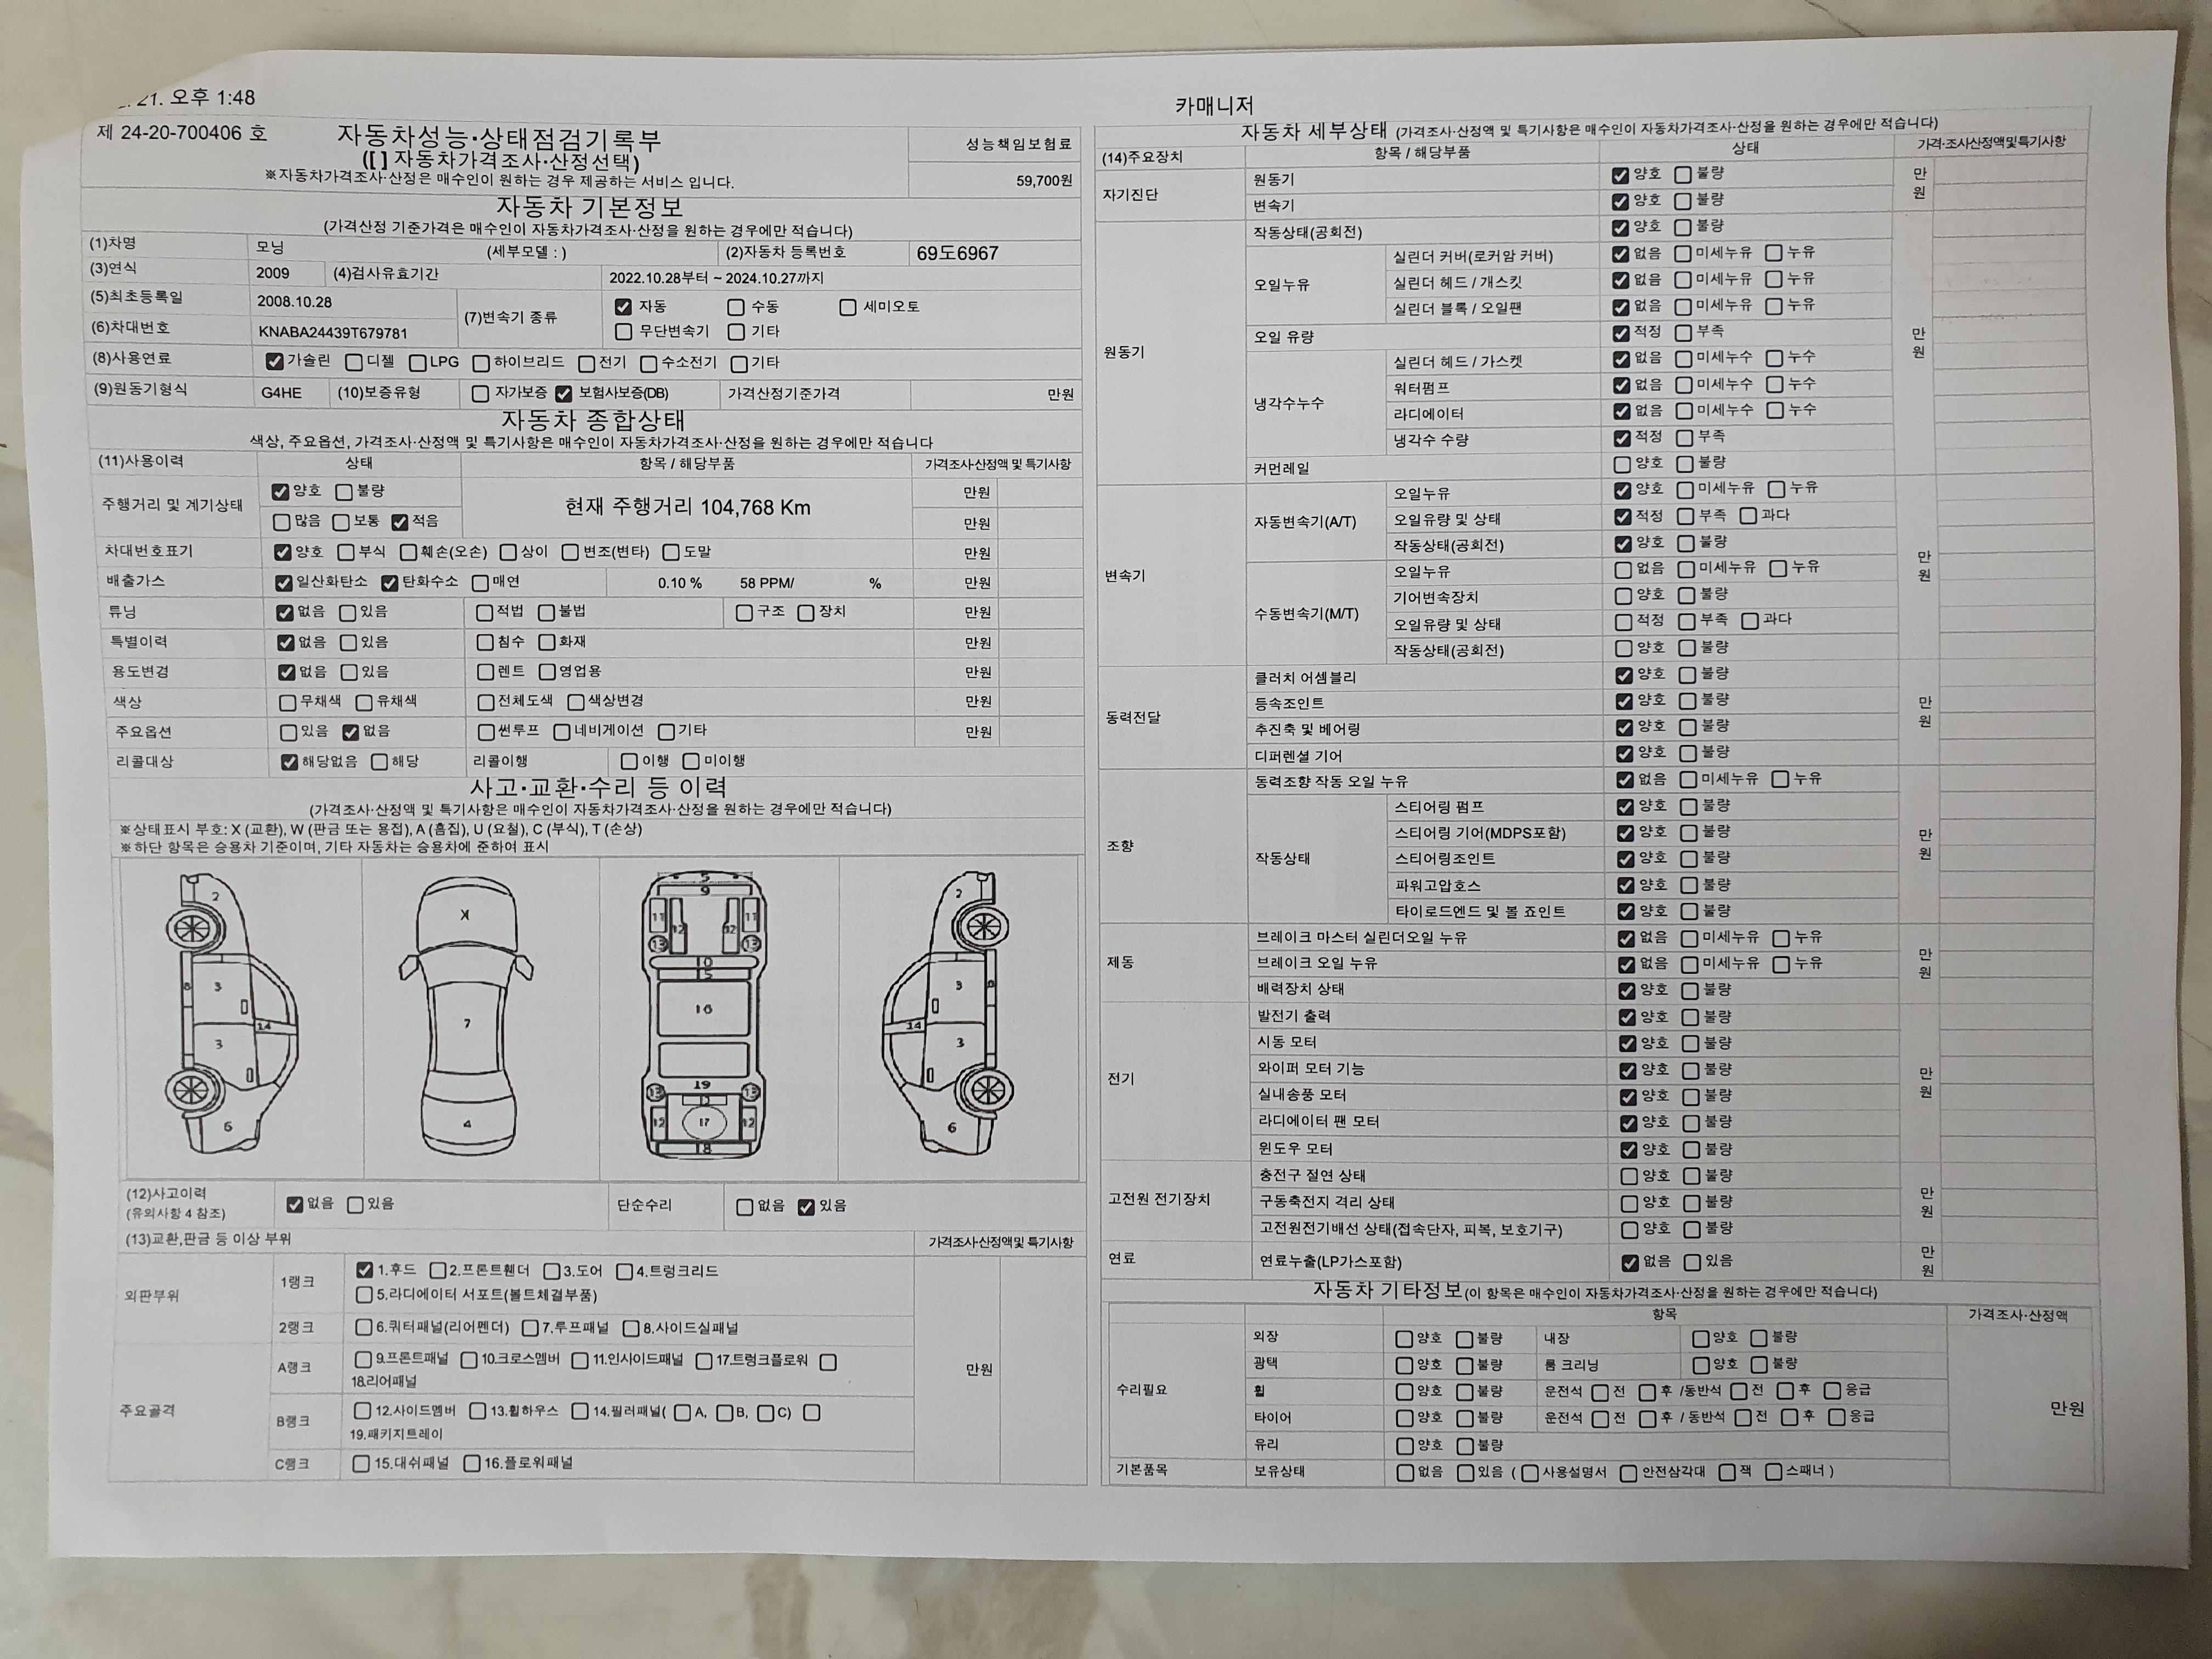 21. 오후 1:48
카매니저
제 24-20-700406 호
자동차성능·상태점검기록부
([ ] 자동차가격조사·산정선택)
※자동차가격조사·산정은 매수인이 원하는 경우 제공하는 서비스 입니다.
성능책임보험료
59,700원
자동차 기본정보
(가격산정 기준가격은 매수인이 자동차가격조사·산정을 원하는 경우에만 적습니다)
(1)차명 모닝 (세부모델 : ) (2)자동차 등록번호 69도6967
(3)연식 2009 (4)검사유효기간 2022.10.28부터 ~ 2024.10.27까지
(5)최초등록일 2008.10.28 (7)변속기 종류 ☑ 자동 ☐ 수동 ☐ 세미오토
(6)차대번호 KNABA24439T679781 ☐ 무단변속기 ☐ 기타
(8)사용연료 ☑ 가솔린 ☐ 디젤 ☐ LPG ☐ 하이브리드 ☐ 전기 ☐ 수소전기 ☐ 기타
(9)원동기형식 G4HE (10)보증유형 ☐ 자가보증 ☑ 보험사보증(DB) 가격산정기준가격 만원
자동차 종합상태
색상, 주요옵션, 가격조사·산정액 및 특기사항은 매수인이 자동차가격조사·산정을 원하는 경우에만 적습니다
(11)사용이력 상태 항목 / 해당부품 가격조사·산정액 및 특기사항
주행거리 및 계기상태 ☑ 양호 ☐ 불량 현재 주행거리 104,768 Km 만원
☐ 많음 ☐ 보통 ☑ 적음 만원
차대번호표기 ☑ 양호 ☐ 부식 ☐ 훼손(오손) ☐ 상이 ☐ 변조(변타) ☐ 도말 만원
배출가스 ☑ 일산화탄소 ☑ 탄화수소 ☐ 매연 0.10 % 58 PPM/ % 만원
튜닝 ☑ 없음 ☐ 있음 ☐ 적법 ☐ 불법 ☐ 구조 ☐ 장치 만원
특별이력 ☑ 없음 ☐ 있음 ☐ 침수 ☐ 화재 만원
용도변경 ☑ 없음 ☐ 있음 ☐ 렌트 ☐ 영업용 만원
색상 ☐ 무채색 ☐ 유채색 ☐ 전체도색 ☐ 색상변경 만원
주요옵션 ☐ 있음 ☑ 없음 ☐ 썬루프 ☐ 네비게이션 ☐ 기타 만원
리콜대상 ☑ 해당없음 ☐ 해당 리콜이행 ☐ 이행 ☐ 미이행
사고·교환·수리 등 이력
(가격조사·산정액 및 특기사항은 매수인이 자동차가격조사·산정을 원하는 경우에만 적습니다)
※상태표시 부호: X (교환), W (판금 또는 용접), A (흠집), U (요철), C (부식), T (손상)
※하단 항목은 승용차 기준이며, 기타 자동차는 승용차에 준하여 표시
2
8 3
14
3
6
X
7
4
5
9
11 12 12 11
13 13
10
15
16
19
13 13
12 17 12
18
2
3
14
3
6
(12)사고이력 ☑ 없음 ☐ 있음 단순수리 ☐ 없음 ☑ 있음
(유의사항 4 참조)
(13)교환,판금 등 이상 부위 가격조사·산정액 및 특기사항
외판부위 1랭크 ☑ 1.후드 ☐ 2.프론트휀더 ☐ 3.도어 ☐ 4.트렁크리드
☐ 5.라디에이터 서포트(볼트체결부품)
2랭크 ☐ 6.쿼터패널(리어펜더) ☐ 7.루프패널 ☐ 8.사이드실패널
주요골격 A랭크 ☐ 9.프론트패널 ☐ 10.크로스멤버 ☐ 11.인사이드패널 ☐ 17.트렁크플로워 ☐
18.리어패널
만원
B랭크 ☐ 12.사이드멤버 ☐ 13.휠하우스 ☐ 14.필러패널( ☐ A, ☐ B, ☐ C) ☐
19.패키지트레이
C랭크 ☐ 15.대쉬패널 ☐ 16.플로워패널
자동차 세부상태 (가격조사·산정액 및 특기사항은 매수인이 자동차가격조사·산정을 원하는 경우에만 적습니다)
(14)주요장치 항목 / 해당부품 상태 가격·조사산정액및특기사항
자기진단 원동기 ☑ 양호 ☐ 불량 만원
변속기 ☑ 양호 ☐ 불량
원동기 작동상태(공회전) ☑ 양호 ☐ 불량 만원
오일누유 실린더 커버(로커암 커버) ☑ 없음 ☐ 미세누유 ☐ 누유
실린더 헤드 / 개스킷 ☑ 없음 ☐ 미세누유 ☐ 누유
실린더 블록 / 오일팬 ☑ 없음 ☐ 미세누유 ☐ 누유
오일 유량 ☑ 적정 ☐ 부족
냉각수누수 실린더 헤드 / 가스켓 ☑ 없음 ☐ 미세누수 ☐ 누수
워터펌프 ☑ 없음 ☐ 미세누수 ☐ 누수
라디에이터 ☑ 없음 ☐ 미세누수 ☐ 누수
냉각수 수량 ☑ 적정 ☐ 부족
커먼레일 ☐ 양호 ☐ 불량
변속기 자동변속기(A/T) 오일누유 ☑ 양호 ☐ 미세누유 ☐ 누유 만원
오일유량 및 상태 ☑ 적정 ☐ 부족 ☐ 과다
작동상태(공회전) ☑ 양호 ☐ 불량
수동변속기(M/T) 오일누유 ☐ 없음 ☐ 미세누유 ☐ 누유
기어변속장치 ☐ 양호 ☐ 불량
오일유량 및 상태 ☐ 적정 ☐ 부족 ☐ 과다
작동상태(공회전) ☐ 양호 ☐ 불량
동력전달 클러치 어셈블리 ☑ 양호 ☐ 불량 만원
등속조인트 ☑ 양호 ☐ 불량
추진축 및 베어링 ☑ 양호 ☐ 불량
디퍼렌셜 기어 ☑ 양호 ☐ 불량
조향 동력조향 작동 오일 누유 ☑ 없음 ☐ 미세누유 ☐ 누유 만원
작동상태 스티어링 펌프 ☑ 양호 ☐ 불량
스티어링 기어(MDPS포함) ☑ 양호 ☐ 불량
스티어링조인트 ☑ 양호 ☐ 불량
파워고압호스 ☑ 양호 ☐ 불량
타이로드엔드 및 볼 죠인트 ☑ 양호 ☐ 불량
제동 브레이크 마스터 실린더오일 누유 ☑ 없음 ☐ 미세누유 ☐ 누유 만원
브레이크 오일 누유 ☑ 없음 ☐ 미세누유 ☐ 누유
배력장치 상태 ☑ 양호 ☐ 불량
전기 발전기 출력 ☑ 양호 ☐ 불량 만원
시동 모터 ☑ 양호 ☐ 불량
와이퍼 모터 기능 ☑ 양호 ☐ 불량
실내송풍 모터 ☑ 양호 ☐ 불량
라디에이터 팬 모터 ☑ 양호 ☐ 불량
윈도우 모터 ☑ 양호 ☐ 불량
고전원 전기장치 충전구 절연 상태 ☐ 양호 ☐ 불량 만원
구동축전지 격리 상태 ☐ 양호 ☐ 불량
고전원전기배선 상태(접속단자, 피복, 보호기구) ☐ 양호 ☐ 불량
연료 연료누출(LP가스포함) ☑ 없음 ☐ 있음 만원
자동차 기타정보(이 항목은 매수인이 자동차가격조사·산정을 원하는 경우에만 적습니다)
항목 가격조사·산정액
수리필요 외장 ☐ 양호 ☐ 불량 내장 ☐ 양호 ☐ 불량
광택 ☐ 양호 ☐ 불량 룸 크리닝 ☐ 양호 ☐ 불량
휠 ☐ 양호 ☐ 불량 운전석 ☐ 전 ☐ 후 /동반석 ☐ 전 ☐ 후 ☐ 응급
타이어 ☐ 양호 ☐ 불량 운전석 ☐ 전 ☐ 후 / 동반석 ☐ 전 ☐ 후 ☐ 응급
만원
유리 ☐ 양호 ☐ 불량
기본품목 보유상태 ☐ 없음 ☐ 있음 ( ☐ 사용설명서 ☐ 안전삼각대 ☐ 잭 ☐ 스패너 )